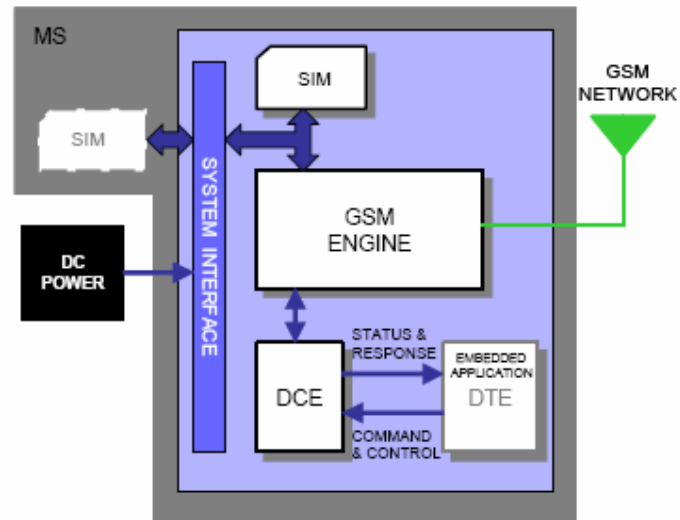 MS
SIM
GSM
NETWORK
SIM
SYSTEM INTERFACE
GSM
ENGINE
DC
POWER
STATUS &
RESPONSE
EMBEDDED
APPLICATION
DCE
DTE
COMMAND
& CONTROL